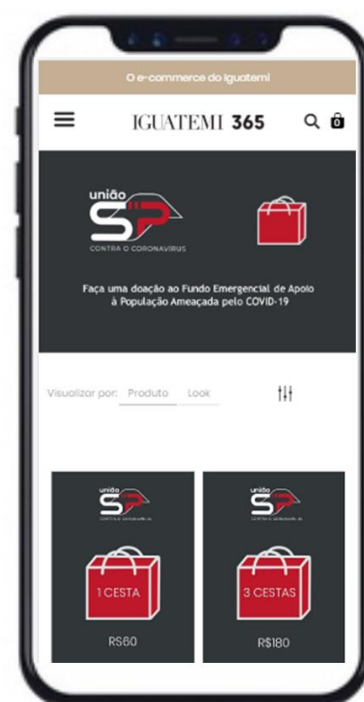 O e-commerce do Iguatemi
IGUATEMI 365
0
união
SP
CONTRA O CORONAVIRUS
Faça uma doação ao Fundo Emergencial de Apoio
à População Ameaçada pelo COVID-19
Visualizar por: Produto Look
união
SP
1 CESTA
R$60
união
SP
3 CESTAS
R$180